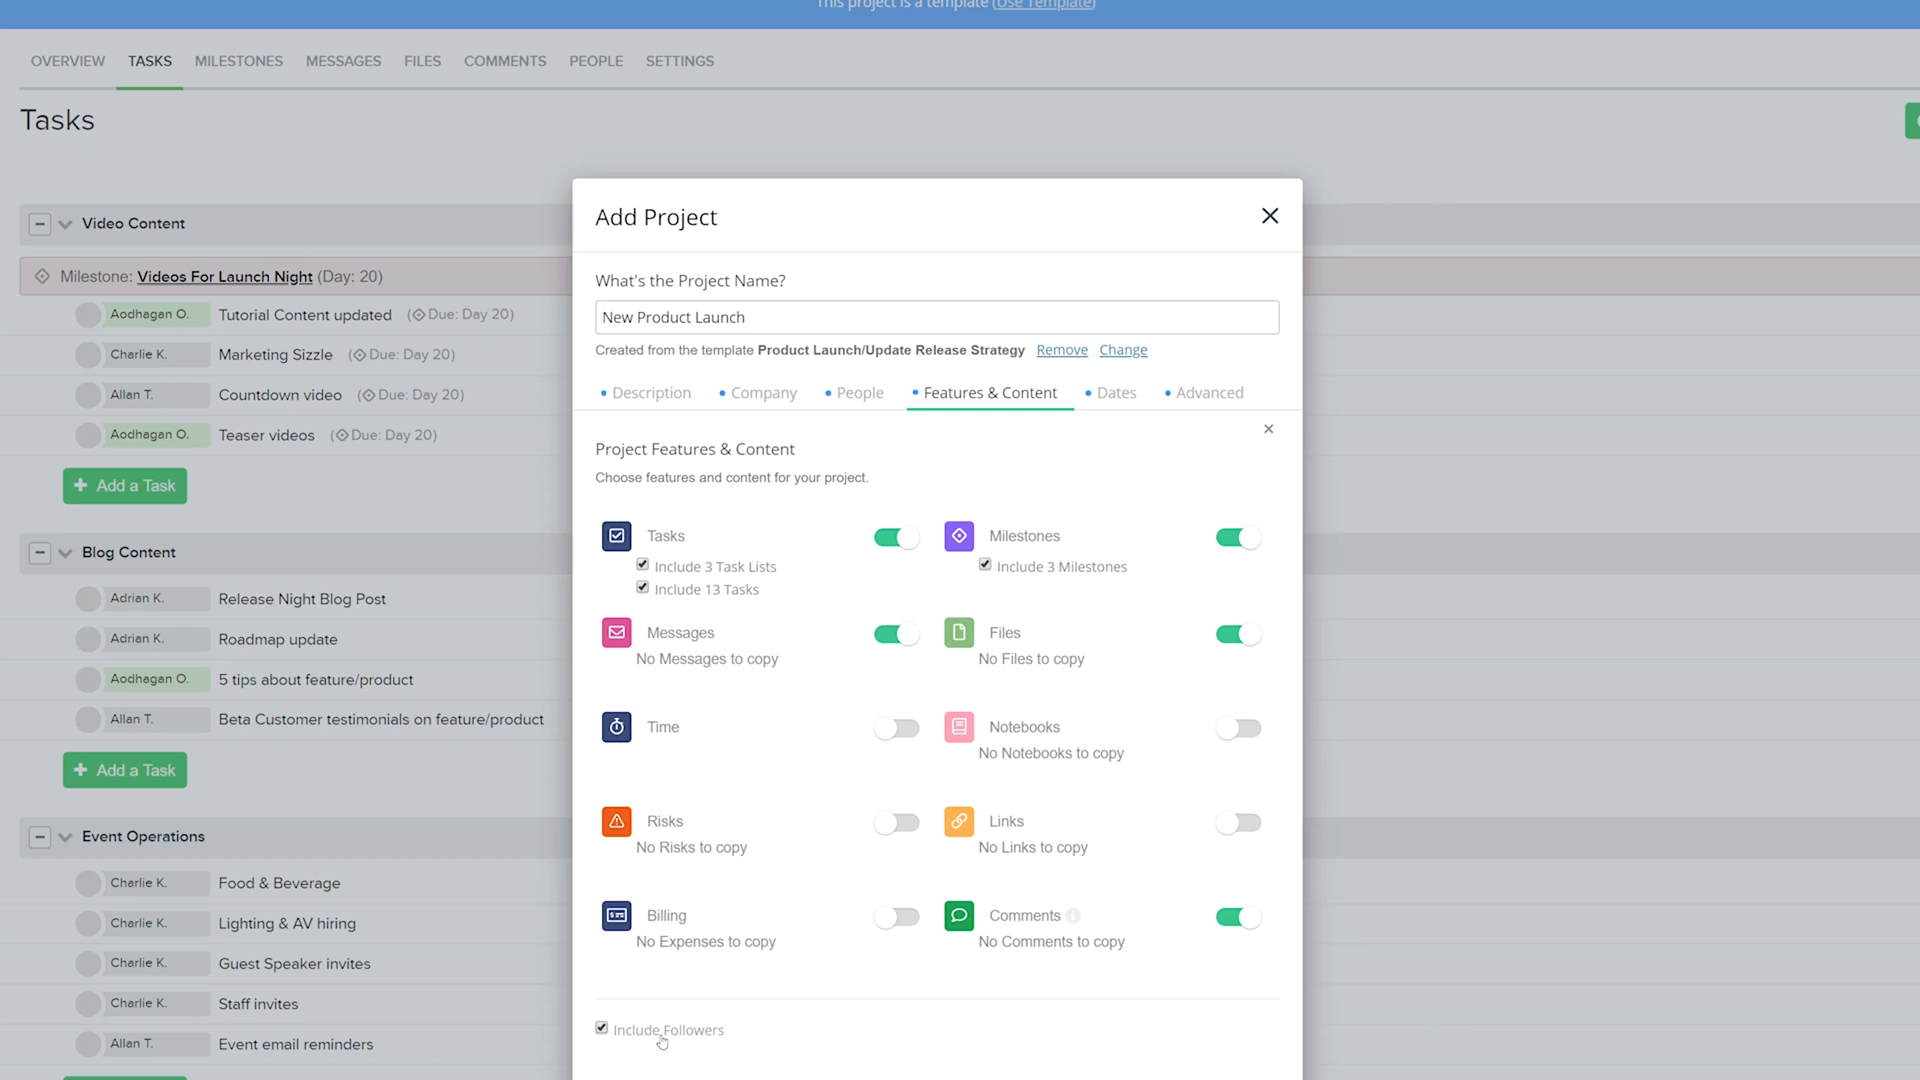 This project is a template (Use Template)
OVERVIEW TASKS MILESTONES MESSAGES FILES COMMENTS PEOPLE SETTINGS
Tasks
Video Content
Milestone: Videos For Launch Night (Day: 20)
Aodhagan O. Tutorial Content updated (Due: Day 20)
Charlie K. Marketing Sizzle (Due: Day 20)
Allan T. Countdown video (Due: Day 20)
Aodhagan O. Teaser videos (Due: Day 20)
Add a Task
Blog Content
Adrian K. Release Night Blog Post
Adrian K. Roadmap update
Aodhagan O. 5 tips about feature/product
Allan T. Beta Customer testimonials on feature/product
Add a Task
Event Operations
Charlie K. Food & Beverage
Charlie K. Lighting & AV hiring
Charlie K. Guest Speaker invites
Charlie K. Staff invites
Allan T. Event email reminders
Add Project
What's the Project Name?
New Product Launch
Created from the template Product Launch/Update Release Strategy Remove Change
Description Company People Features & Content Dates Advanced
Project Features & Content
Choose features and content for your project.
Tasks
Include 3 Task Lists
Include 13 Tasks
Milestones
Include 3 Milestones
Messages
No Messages to copy
Files
No Files to copy
Time
Notebooks
No Notebooks to copy
Risks
No Risks to copy
Links
No Links to copy
Billing
No Expenses to copy
Comments
No Comments to copy
Include Followers